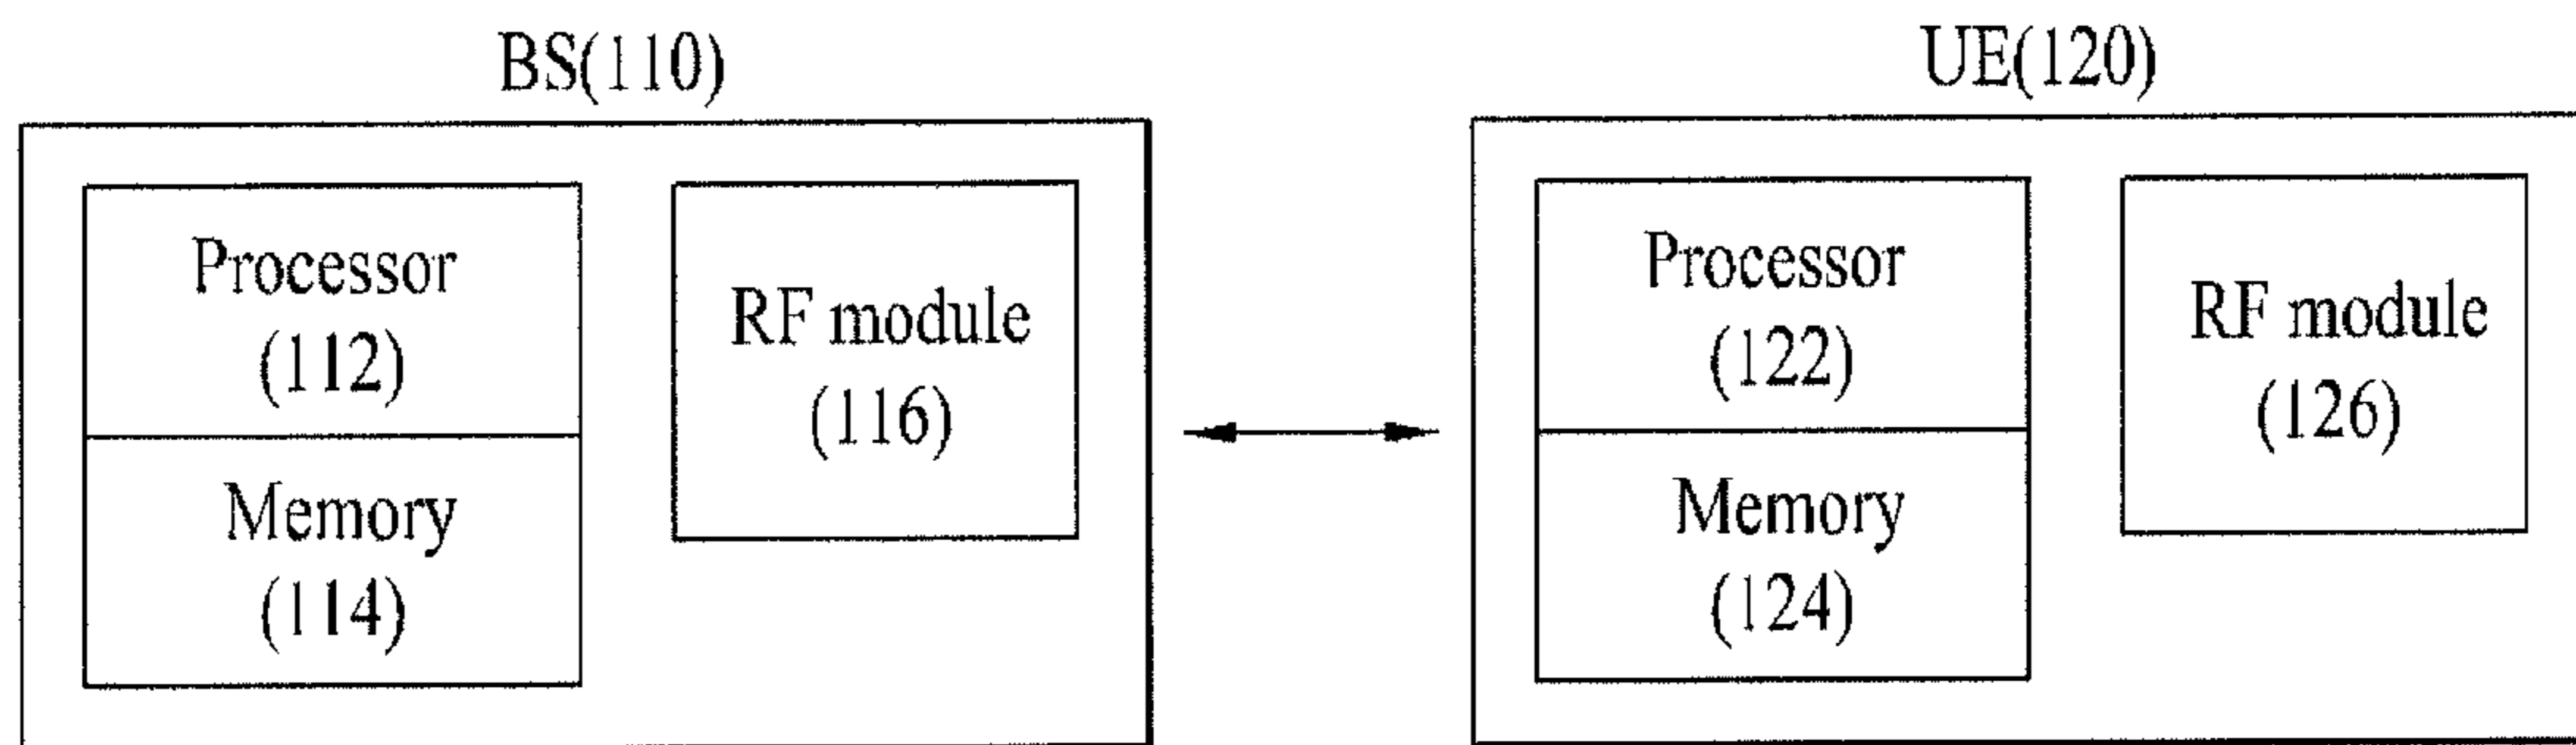 BS(110)
Processor
(112)
Memory
(114)
RF module
(116)
UE(120)
Processor
(122)
Memory
(124)
RF module
(126)